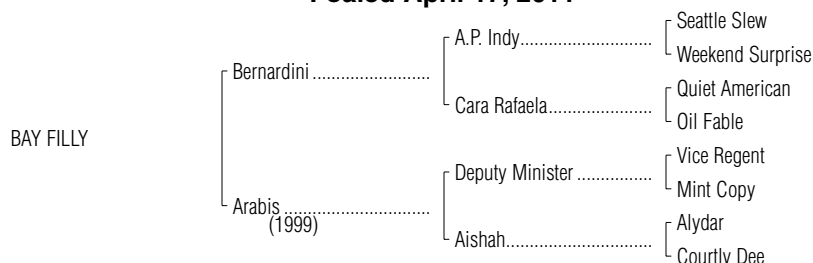 Foaled April 17, 2011
Seattle Slew
A.P. Indy............................
Weekend Surprise
Bernardini .........................
Quiet American
Cara Rafaela......................
Oil Fable
BAY FILLY
Vice Regent
Deputy Minister ................
Mint Copy
Arabis ..............................
(1999)
Alydar
Aishah...............................
Courtly Dee